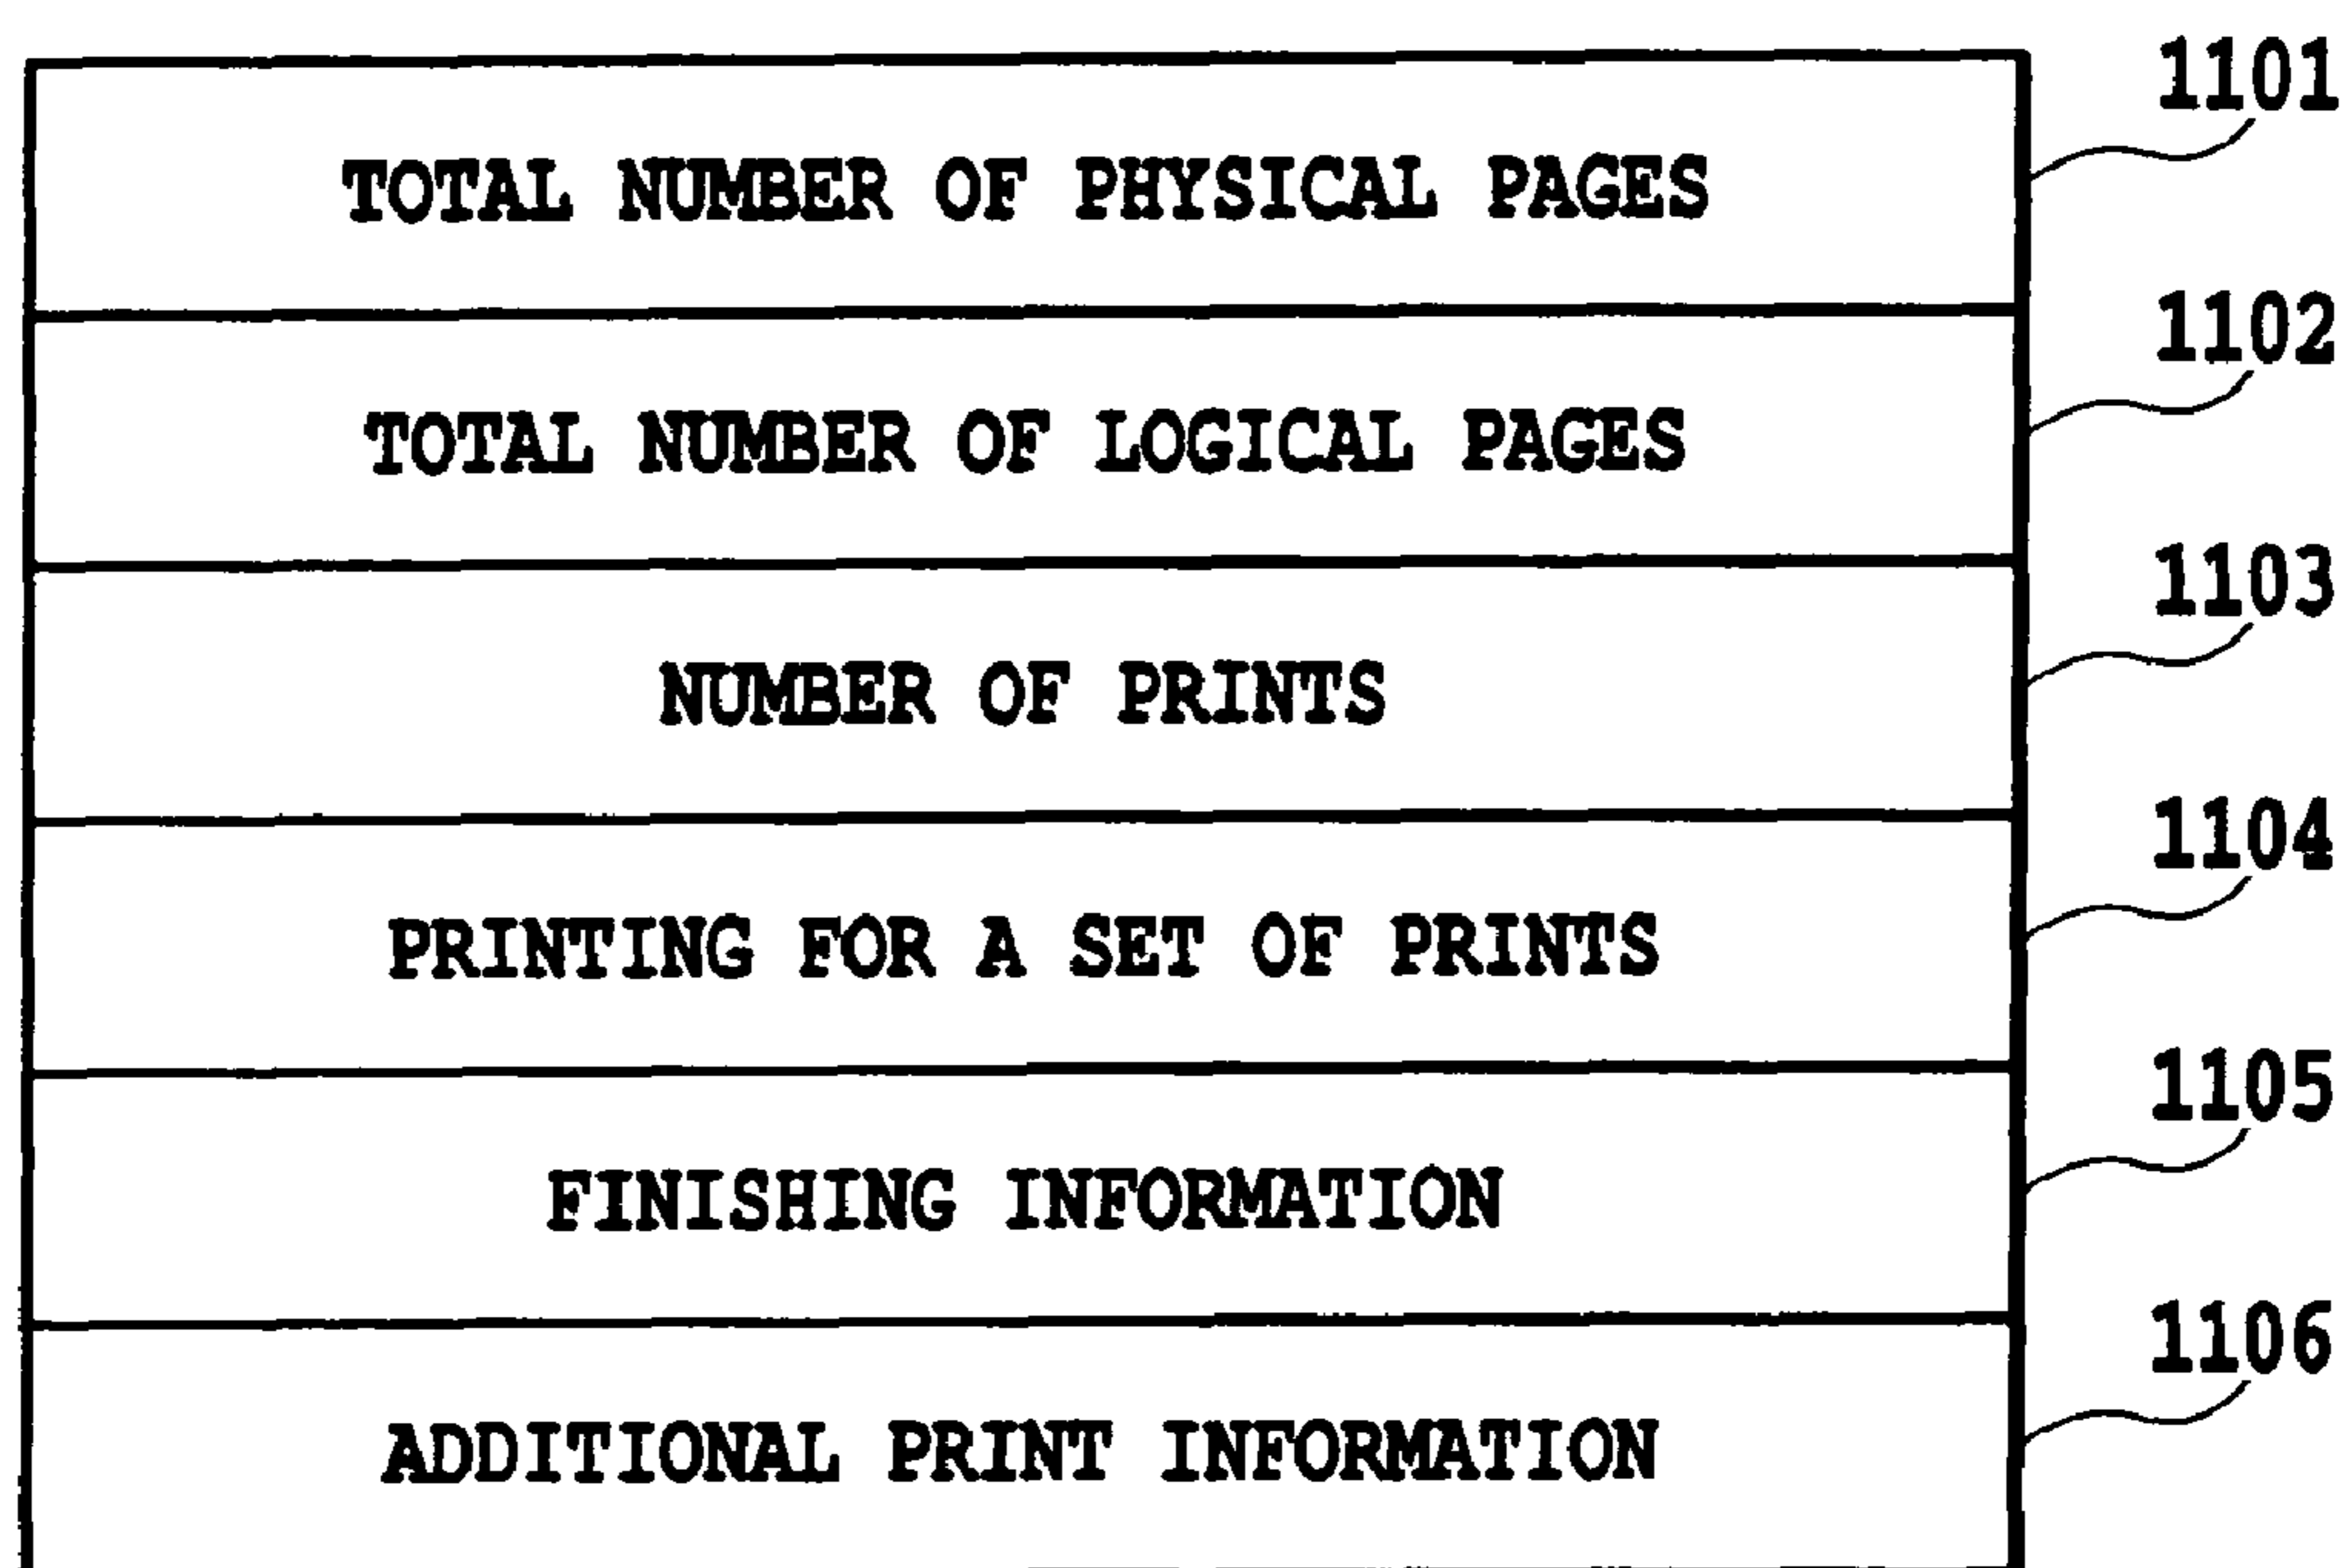 1101
TOTAL NUMBER OF PHYSICAL PAGES
1102
TOTAL NUMBER OF LOGICAL PAGES
1103
NUMBER OF PRINTS
1104
PRINTING FOR A SET OF PRINTS
1105
FINISHING INFORMATION
1106
ADDITIONAL PRINT INFORMATION